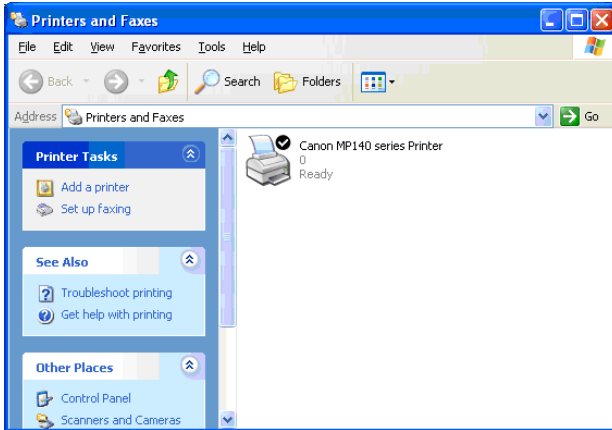 Printers and Faxes
File Edit View Favorites Tools Help
Back Search Folders
Address Printers and Faxes Go
Printer Tasks
Add a printer
Set up faxing
See Also
Troubleshoot printing
Get help with printing
Other Places
Control Panel
Scanners and Cameras
Canon MP140 series Printer
0
Ready